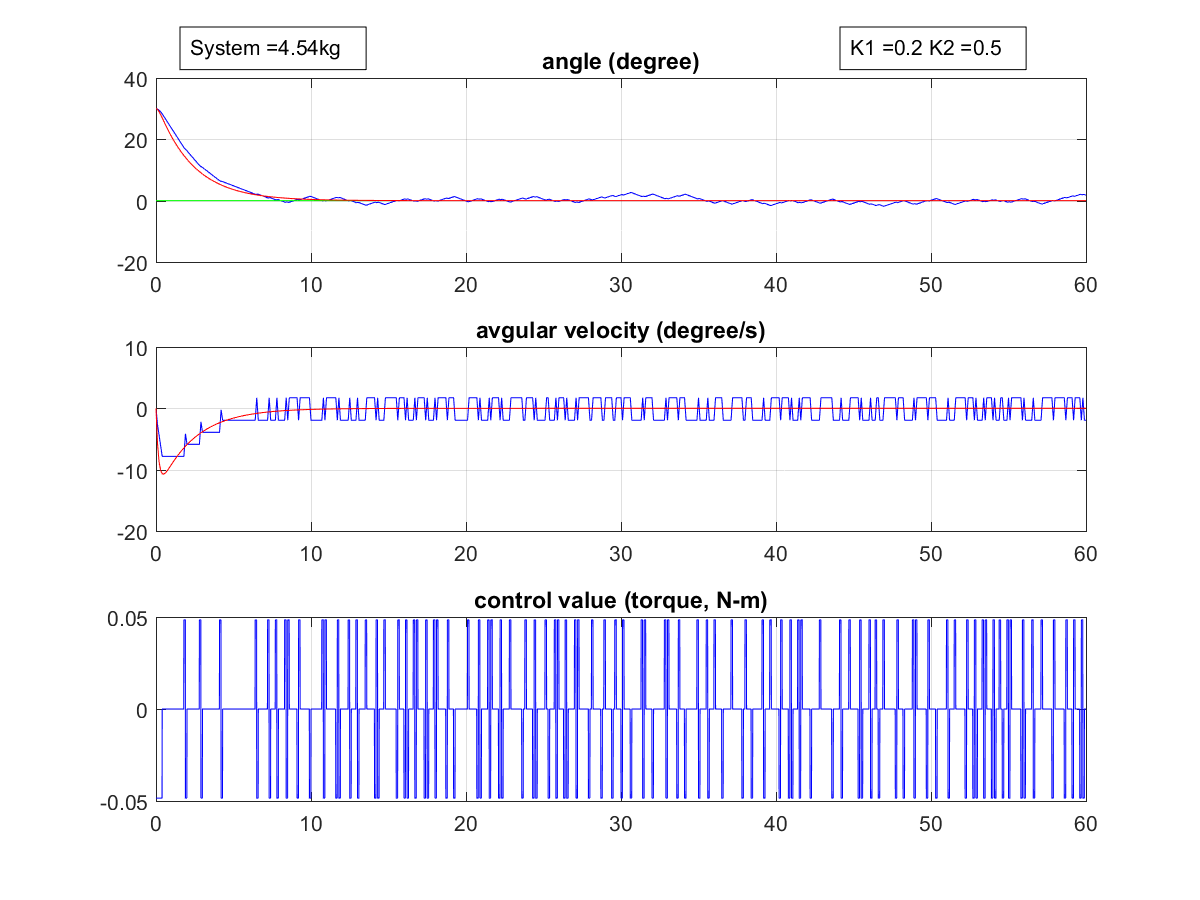 System =4.54kg
K1 =0.2 K2 =0.5
angle (degree)
40
20
0
-20
0 10 20 30 40 50 60
avgular velocity (degree/s)
10
0
-10
-20
0 10 20 30 40 50 60
control value (torque, N-m)
0.05
0
-0.05
0 10 20 30 40 50 60